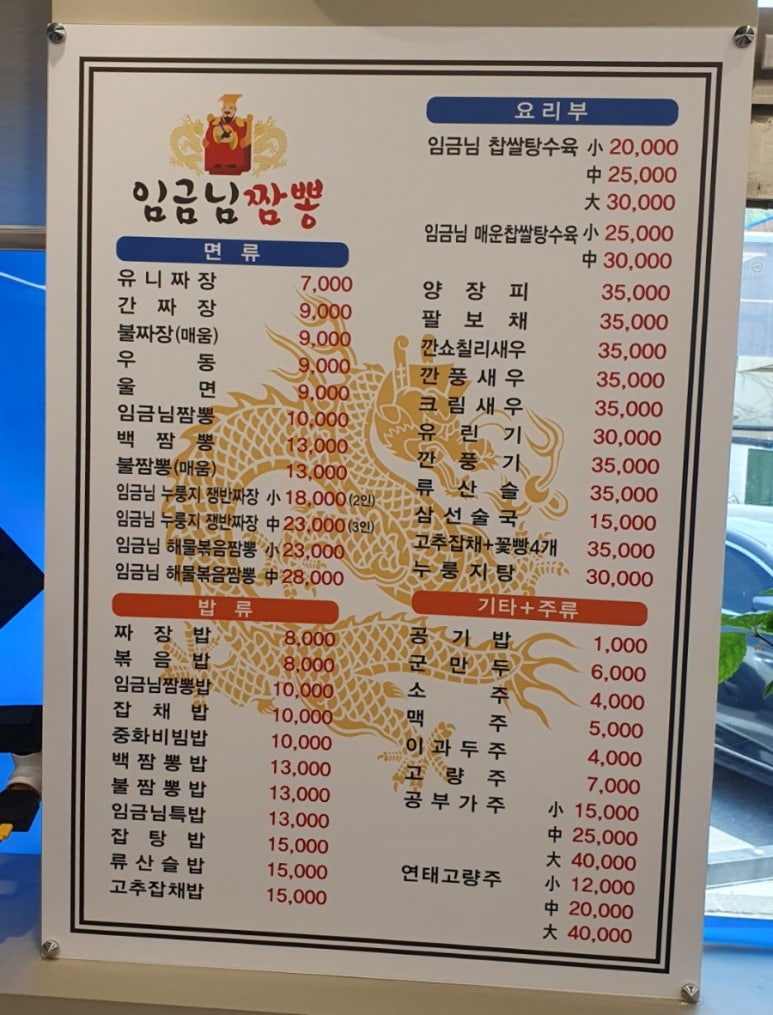 임금님짬뽕
면 류
유니짜장 7,000
간 짜 장 9,000
불짜장(매움) 9,000
우 동 9,000
울 면 9,000
임금님짬뽕 10,000
백 짬 뽕 13,000
불짬뽕(매움) 13,000
임금님 누룽지 쟁반짜장 小 18,000(2인)
임금님 누룽지 쟁반짜장 中 23,000(3인)
임금님 해물볶음짬뽕 小 23,000
임금님 해물볶음짬뽕 中 28,000
밥 류
짜 장 밥 8,000
볶 음 밥 8,000
임금님짬뽕밥 10,000
잡 채 밥 10,000
중화비빔밥 10,000
백 짬 뽕 밥 13,000
불 짬 뽕 밥 13,000
임금님특밥 13,000
잡 탕 밥 15,000
류 산 슬 밥 15,000
고추잡채밥 15,000
요 리 부
임금님 찹쌀탕수육 小 20,000
中 25,000
大 30,000
임금님 매운찹쌀탕수육 小 25,000
中 30,000
양 장 피 35,000
팔 보 채 35,000
깐쇼칠리새우 35,000
깐 풍 새 우 35,000
크 림 새 우 35,000
유 린 기 30,000
깐 풍 기 35,000
류 산 슬 35,000
삼 선 술 국 15,000
고추잡채+꽃빵4개 35,000
누 룽 지 탕 30,000
기타+주류
공 기 밥 1,000
군 만 두 6,000
소 주 4,000
맥 주 5,000
이 과 두 주 4,000
고 량 주 7,000
공 부 가 주 小 15,000
中 25,000
大 40,000
연태고량주 小 12,000
中 20,000
大 40,000